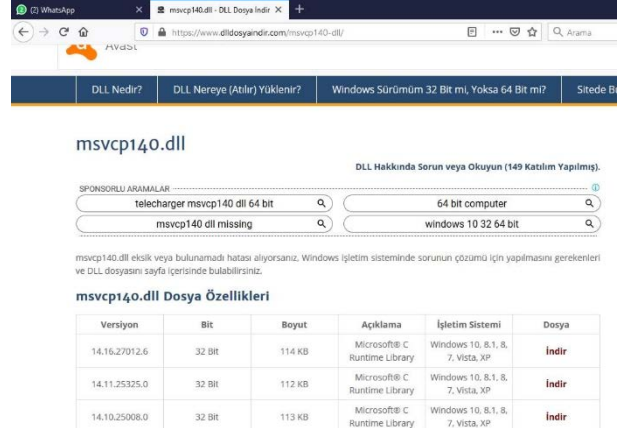 (2) WhatsApp
msvcp140.dll - DLL Dosya İndir
https://www.dlldosyaindir.com/msvcp140-dll/
Arama
Avast
DLL Nedir?
DLL Nereye (Atılır) Yüklenir?
Windows Sürümüm 32 Bit mi, Yoksa 64 Bit mi?
Sitede
msvcp140.dll
DLL Hakkında Sorun veya Okuyun (149 Katılım Yapılmış).
SPONSORLU ARAMALAR
telecharger msvcp140 dll 64 bit
64 bit computer
msvcp140 dll missing
windows 10 32 64 bit
msvcp140.dll eksik veya bulunamadı hatası alıyorsanız, Windows işletim sisteminde sorunun çözümü için yapılmasını gerekenleri
ve DLL dosyasını sayfa içerisinde bulabilirsiniz.
msvcp140.dll Dosya Özellikleri
Versiyon Bit Boyut Açıklama İşletim Sistemi Dosya
14.16.27012.6 32 Bit 114 KB Microsoft® C Runtime Library Windows 10, 8.1, 8, 7, Vista, XP İndir
14.11.25325.0 32 Bit 112 KB Microsoft® C Runtime Library Windows 10, 8.1, 8, 7, Vista, XP İndir
14.10.25008.0 32 Bit 113 KB Microsoft® C Runtime Library Windows 10, 8.1, 8, 7, Vista, XP İndir